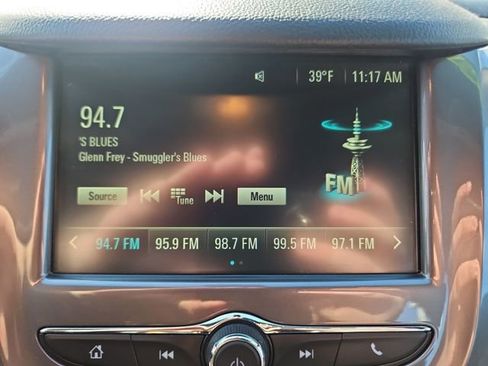 39°F 11:17 AM
94.7
'S BLUES
Glenn Frey - Smuggler's Blues
FM
Source Tune Menu
94.7 FM 95.9 FM 98.7 FM 99.5 FM 97.1 FM